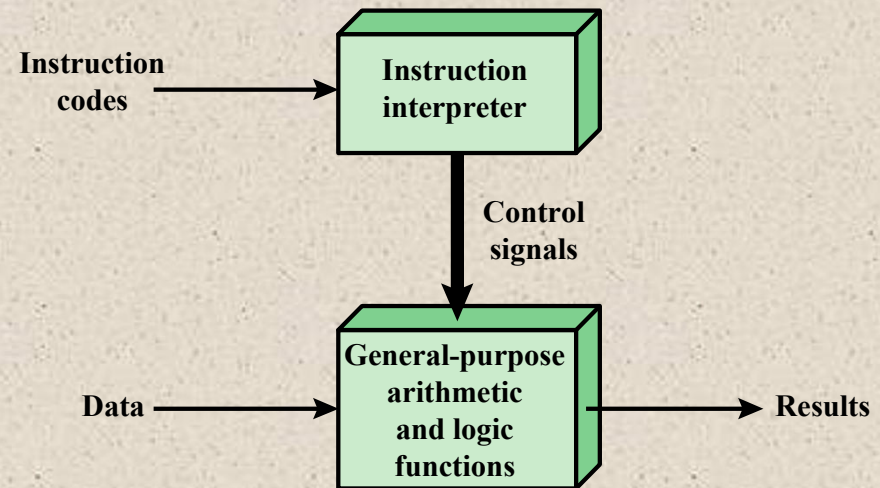 Instruction
codes
Instruction
interpreter
Control
signals
Data
General-purpose
arithmetic
and logic
functions
Results